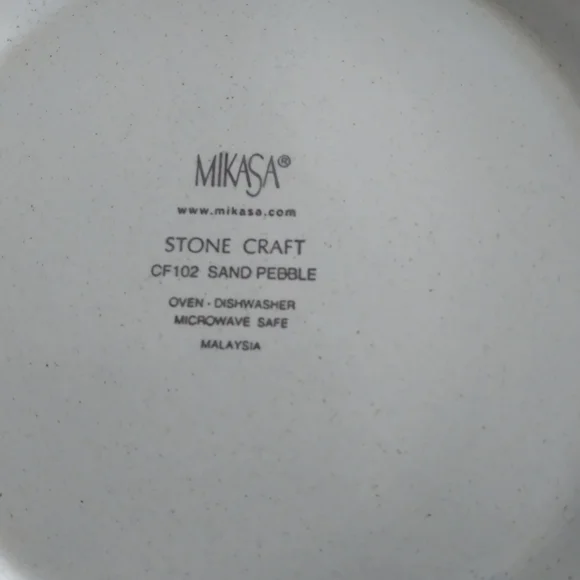 MIKASA®
www.mikasa.com
STONE CRAFT
CF102 SAND PEBBLE
OVEN · DISHWASHER
MICROWAVE SAFE
MALAYSIA